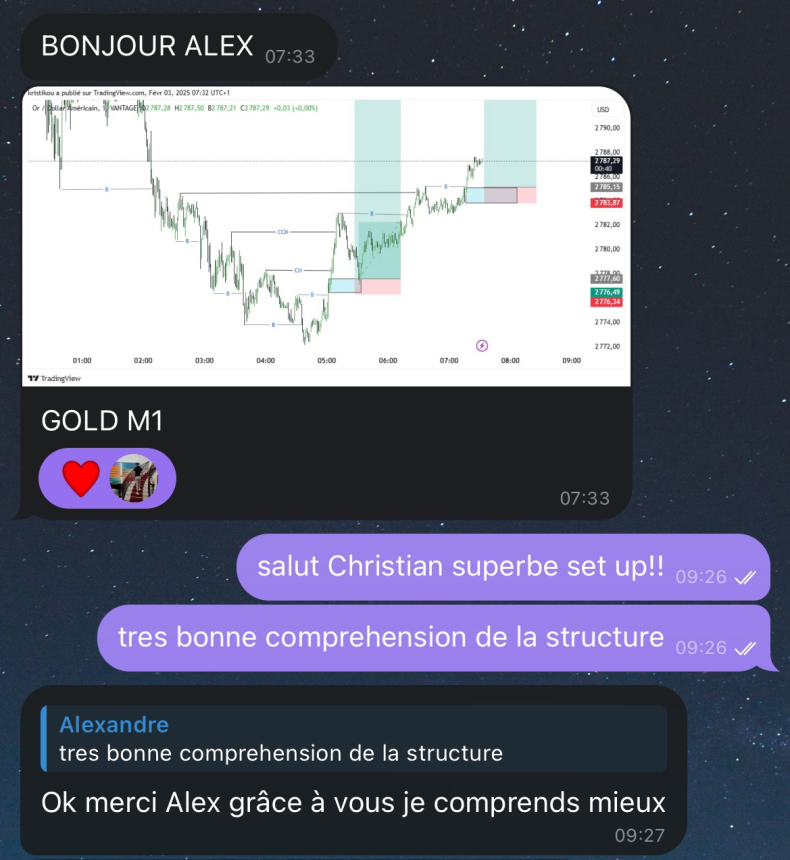 BONJOUR ALEX 07:33
kristikou a publié sur TradingView.com, Févr 03, 2025 07:32 UTC+1
Or / Dollar Américain, 1, VANTAGE, O2 787,28 H2 787,50 B2 787,21 C2 787,29 +0,03 (+0,00%)
USD
2 790,00
2 788,00
2 787,29
00:40
2 786,00
2 785,15
2 783,87
2 782,00
2 780,00
2 778,00
2 777,60
2 776,49
2 776,34
2 774,00
2 772,00
B
B
B
B
CCH
CH
B
B
B
01:00 02:00 03:00 04:00 05:00 06:00 07:00 08:00 09:00
TradingView
GOLD M1
07:33
salut Christian superbe set up!! 09:26
tres bonne comprehension de la structure 09:26
Alexandre
tres bonne comprehension de la structure
Ok merci Alex grâce à vous je comprends mieux
09:27